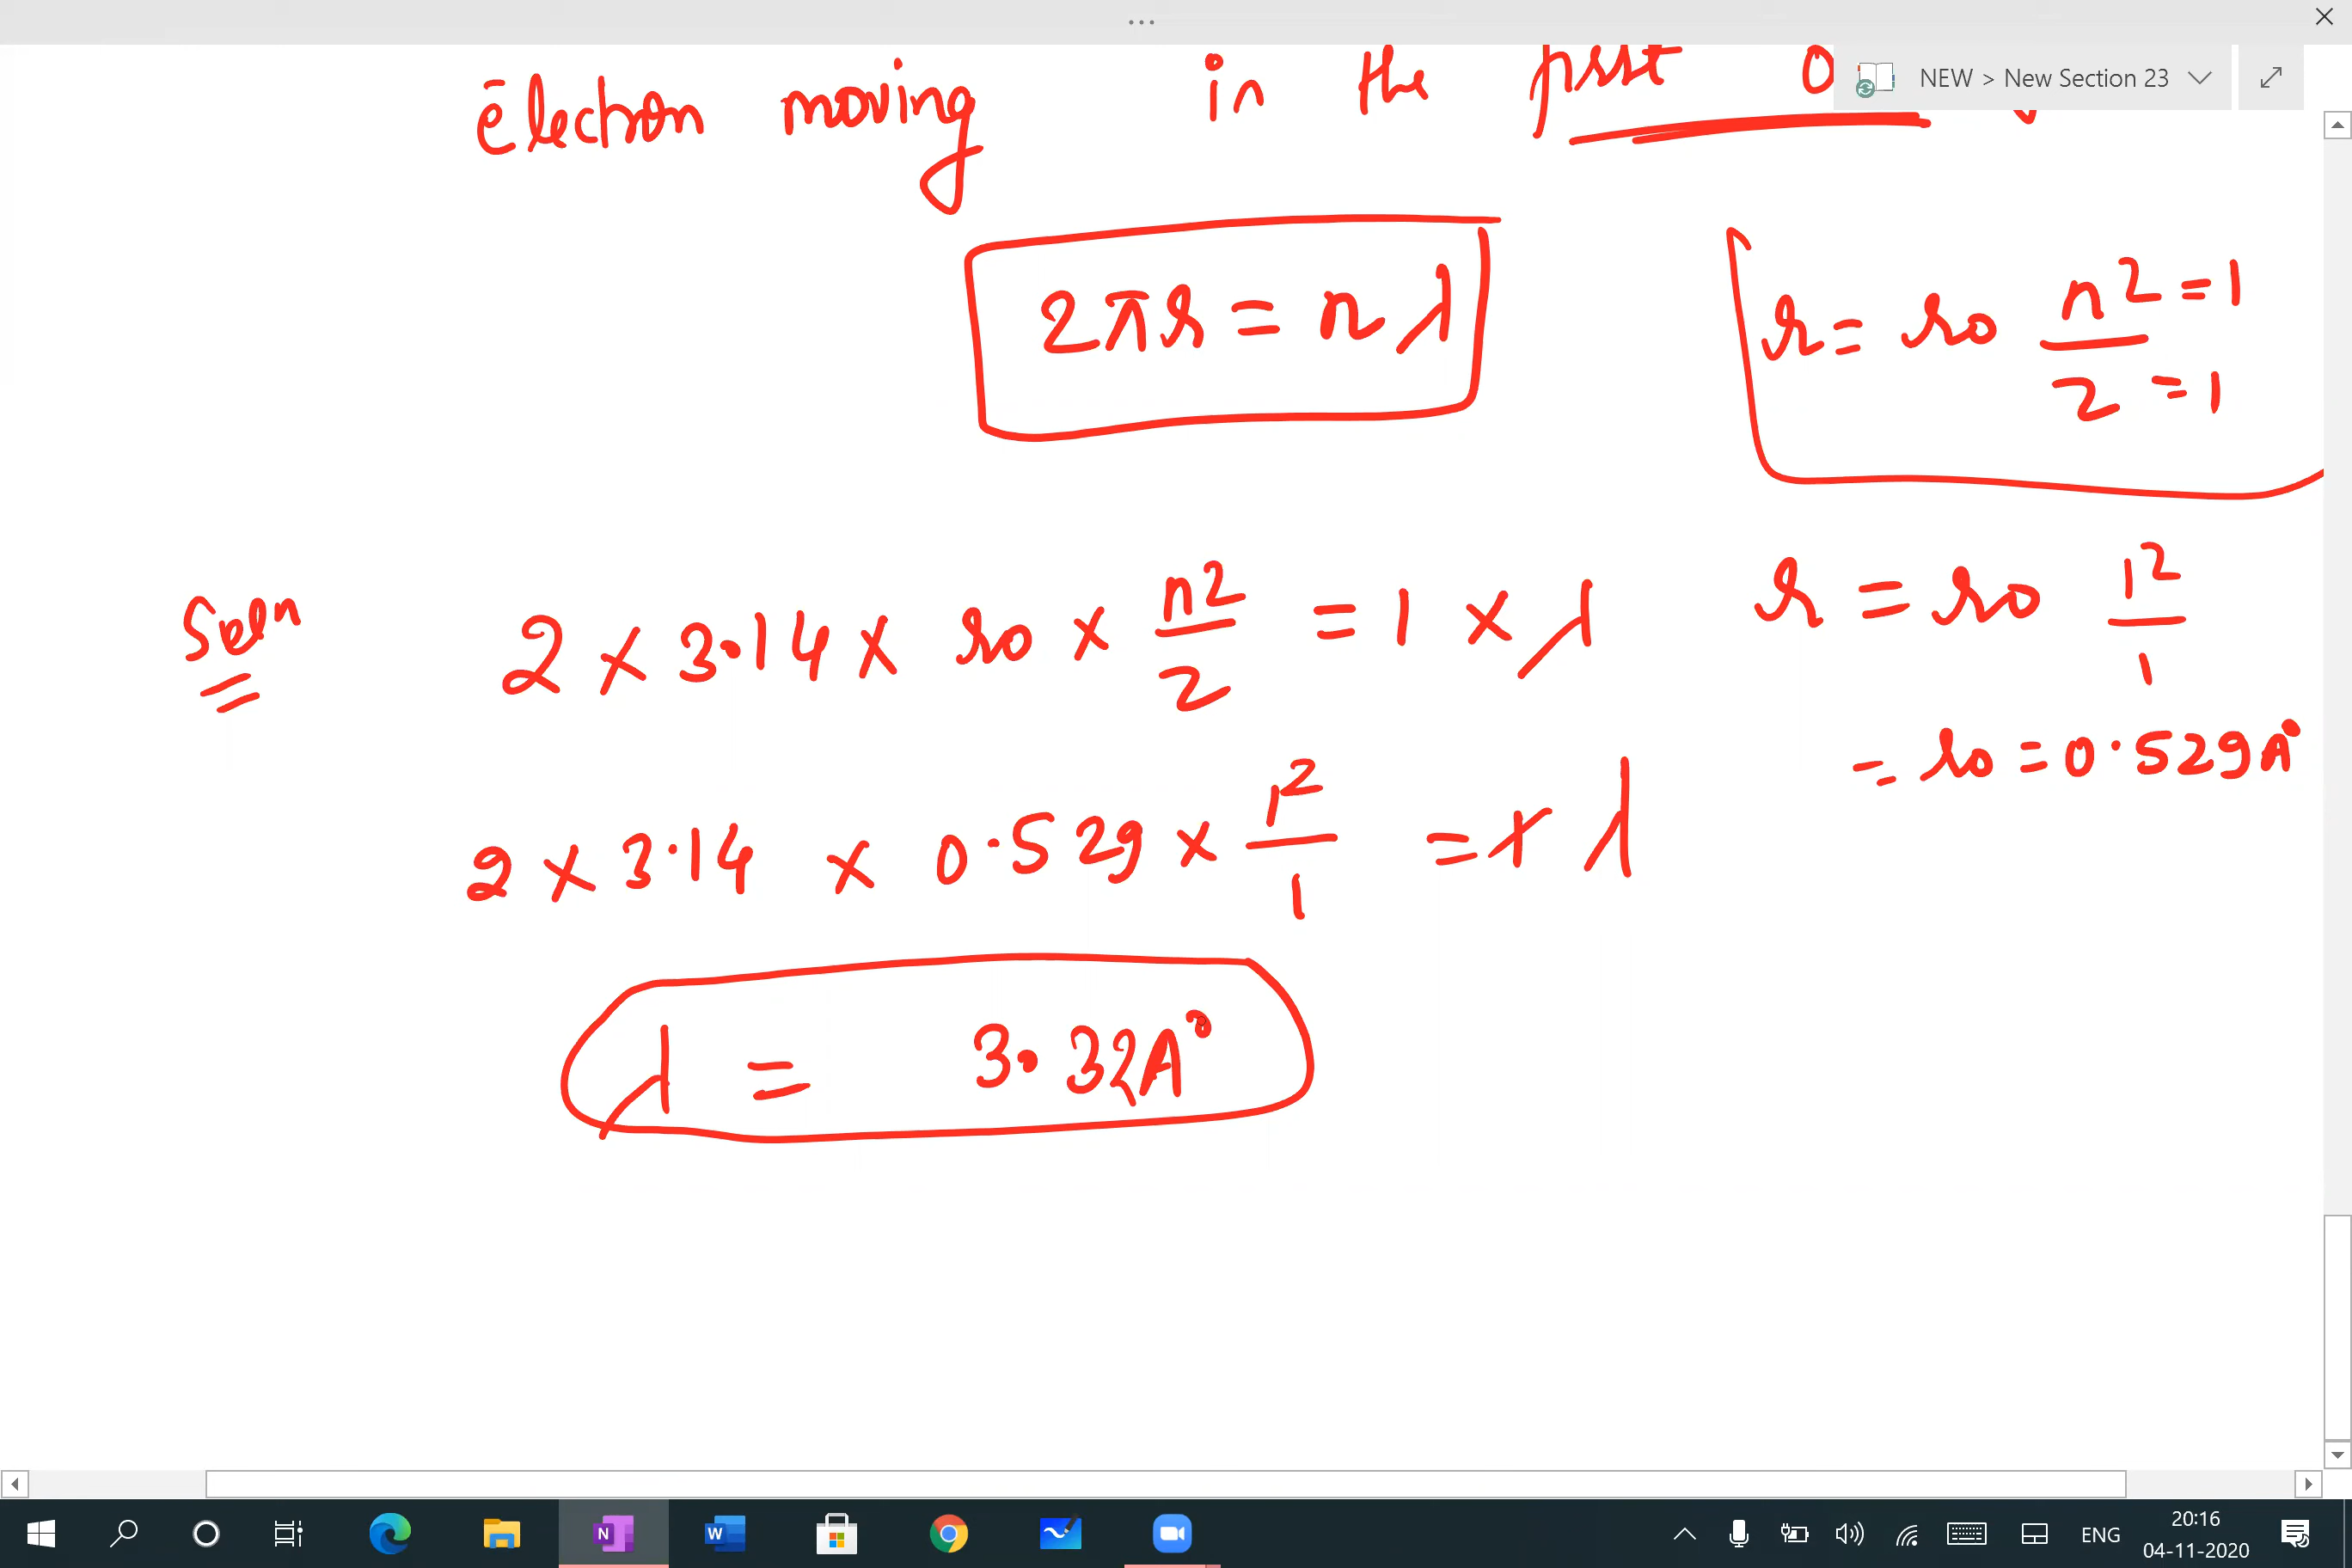 ...
electron moving in the first
NEW > New Section 23
2πr = nλ
r = r0 n²/Z = 1 = 1
Soln
2 × 3.14 × r0 × n²/Z = 1 × λ
r = r0 1²/1
= r0 = 0.529A°
2 × 3.14 × 0.529 × 1²/1 = 1 λ
λ = 3.32A°
N
W
ENG
20:16
04-11-2020